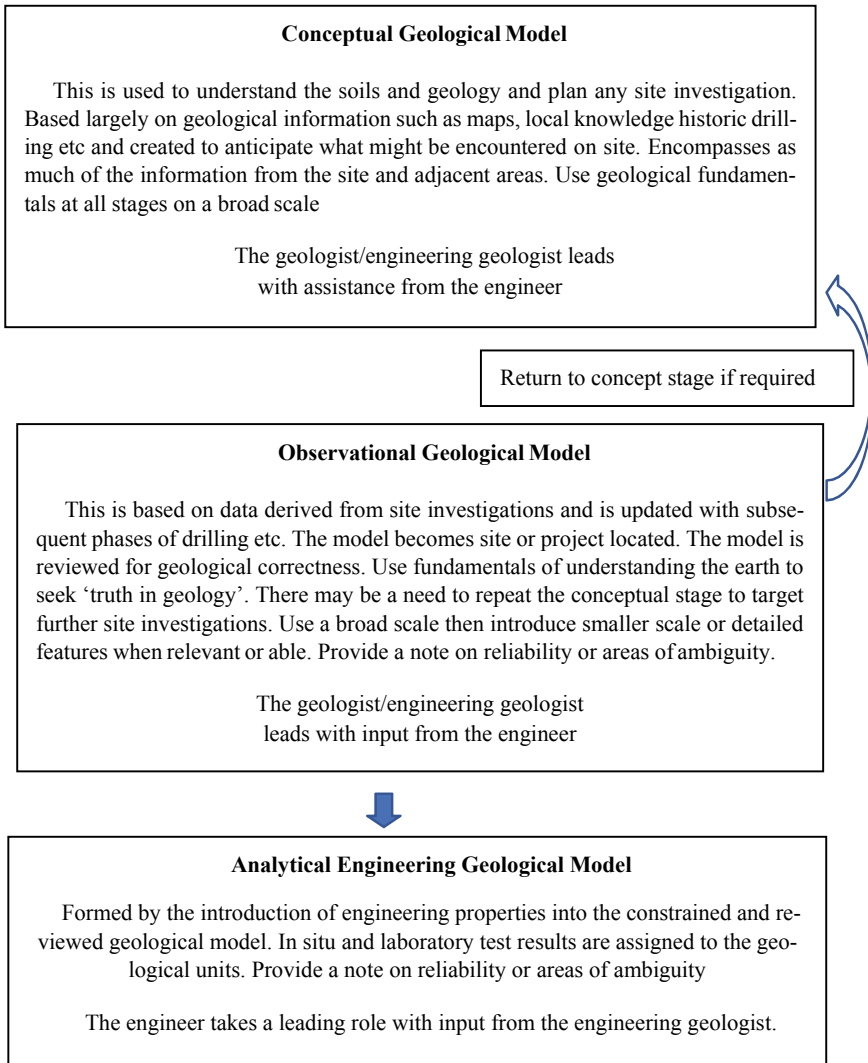 Conceptual Geological Model
This is used to understand the soils and geology and plan any site investigation.
Based largely on geological information such as maps, local knowledge historic drill-
ing etc and created to anticipate what might be encountered on site. Encompasses as
much of the information from the site and adjacent areas. Use geological fundamen-
tals at all stages on a broad scale
The geologist/engineering geologist leads
with assistance from the engineer
Return to concept stage if required
Observational Geological Model
This is based on data derived from site investigations and is updated with subse-
quent phases of drilling etc. The model becomes site or project located. The model is
reviewed for geological correctness. Use fundamentals of understanding the earth to
seek ‘truth in geology’. There may be a need to repeat the conceptual stage to target
further site investigations. Use a broad scale then introduce smaller scale or detailed
features when relevant or able. Provide a note on reliability or areas of ambiguity.
The geologist/engineering geologist
leads with input from the engineer
Analytical Engineering Geological Model
Formed by the introduction of engineering properties into the constrained and re-
viewed geological model. In situ and laboratory test results are assigned to the geo-
logical units. Provide a note on reliability or areas of ambiguity
The engineer takes a leading role with input from the engineering geologist.